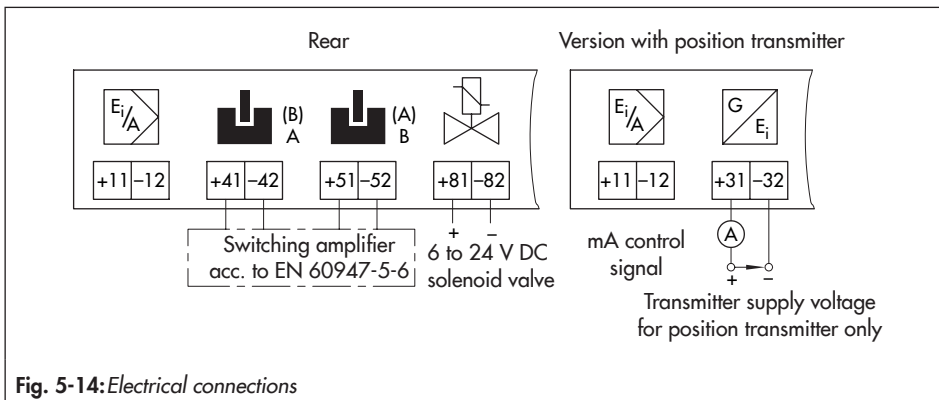 Rear
Version with position transmitter
Ei/A
(B)
A
(A)
B
Ei/A
G
Ei
+11 –12
+41 –42
+51 –52
+81 –82
+11 –12
+31 –32
Switching amplifier
acc. to EN 60947-5-6
+ –
6 to 24 V DC
solenoid valve
mA control
signal
A
+ –
Transmitter supply voltage
for position transmitter only
Fig. 5-14: Electrical connections